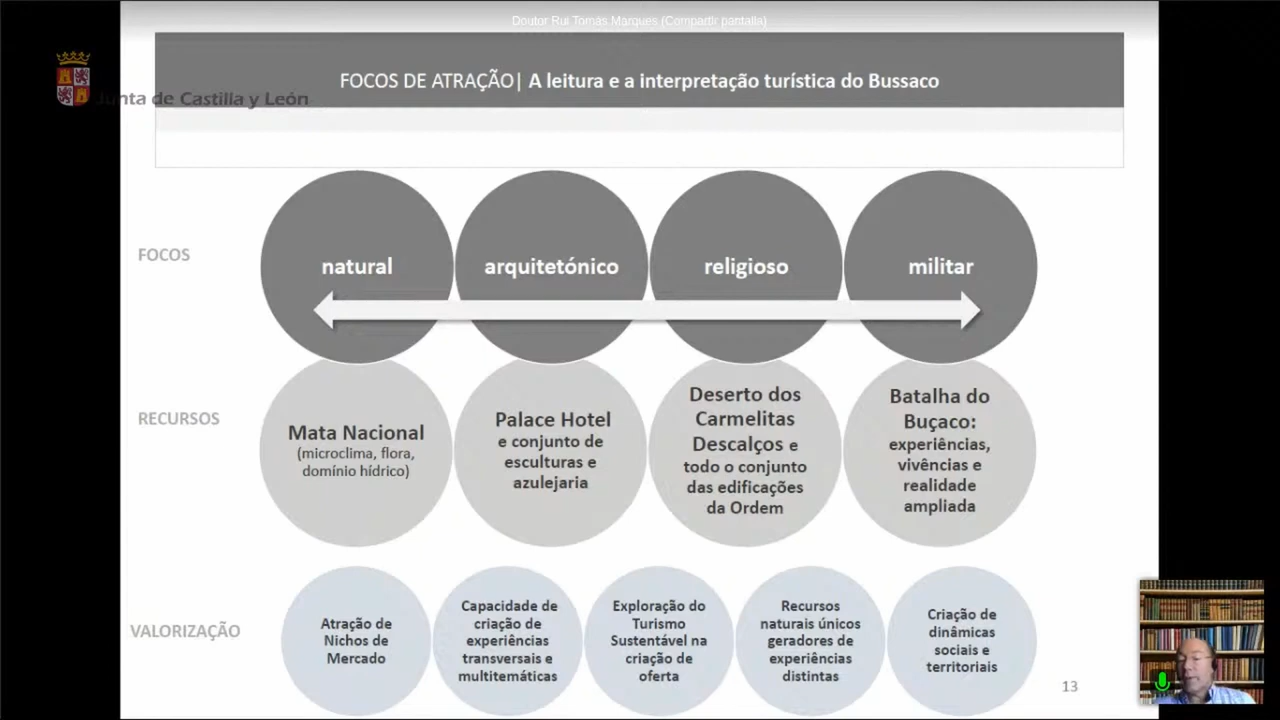 Doutor Rui Tomás Marques (Compartir pantalla)
FOCOS DE ATRAÇÃO| A leitura e a interpretação turística do Bussaco
Junta de Castilla y León
FOCOS
natural
arquitetónico
religioso
militar
RECURSOS
Mata Nacional
(microclima, flora,
domínio hídrico)
Palace Hotel
e conjunto de
esculturas e
azulejaria
Deserto dos
Carmelitas
Descalços e
todo o conjunto
das edificações
da Ordem
Batalha do
Buçaco:
experiências,
vivências e
realidade
ampliada
VALORIZAÇÃO
Atração de
Nichos de
Mercado
Capacidade de
criação de
experiências
transversais e
multitemáticas
Exploração do
Turismo
Sustentável na
criação de
oferta
Recursos
naturais únicos
geradores de
experiências
distintas
Criação de
dinâmicas
sociais e
territoriais
13